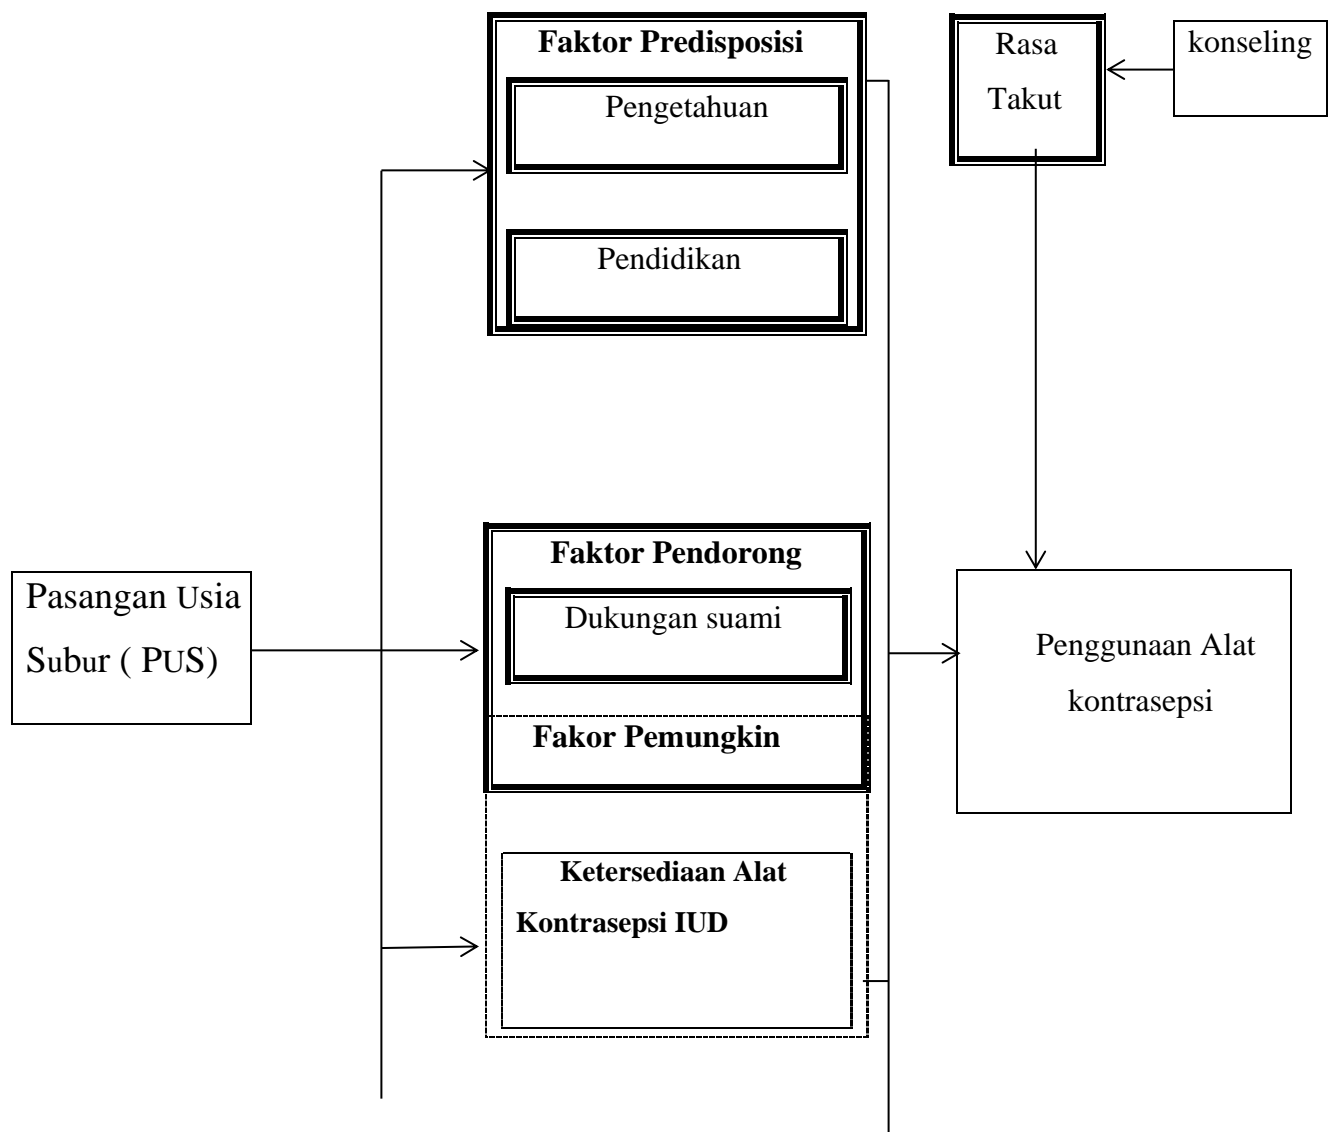 Faktor Predisposisi
Pengetahuan
Pendidikan
Rasa
Takut
konseling
Pasangan Usia
Subur ( PUS)
Faktor Pendorong
Dukungan suami
Fakor Pemungkin
Ketersediaan Alat
Kontrasepsi IUD
Penggunaan Alat
kontrasepsi